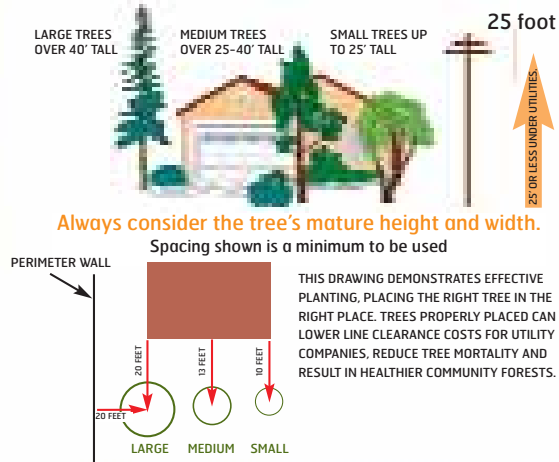 LARGE TREES
OVER 40' TALL
MEDIUM TREES
OVER 25-40' TALL
SMALL TREES UP
TO 25' TALL
25 foot
25' OR LESS UNDER UTILITIES.
Always consider the tree's mature height and width.
Spacing shown is a minimum to be used
PERIMETER WALL
THIS DRAWING DEMONSTRATES EFFECTIVE
PLANTING, PLACING THE RIGHT TREE IN THE
RIGHT PLACE. TREES PROPERLY PLACED CAN
LOWER LINE CLEARANCE COSTS FOR UTILITY
COMPANIES, REDUCE TREE MORTALITY AND
RESULT IN HEALTHIER COMMUNITY FORESTS.
20 FEET
13 FEET
10 FEET
20 FEET
LARGE
MEDIUM
SMALL